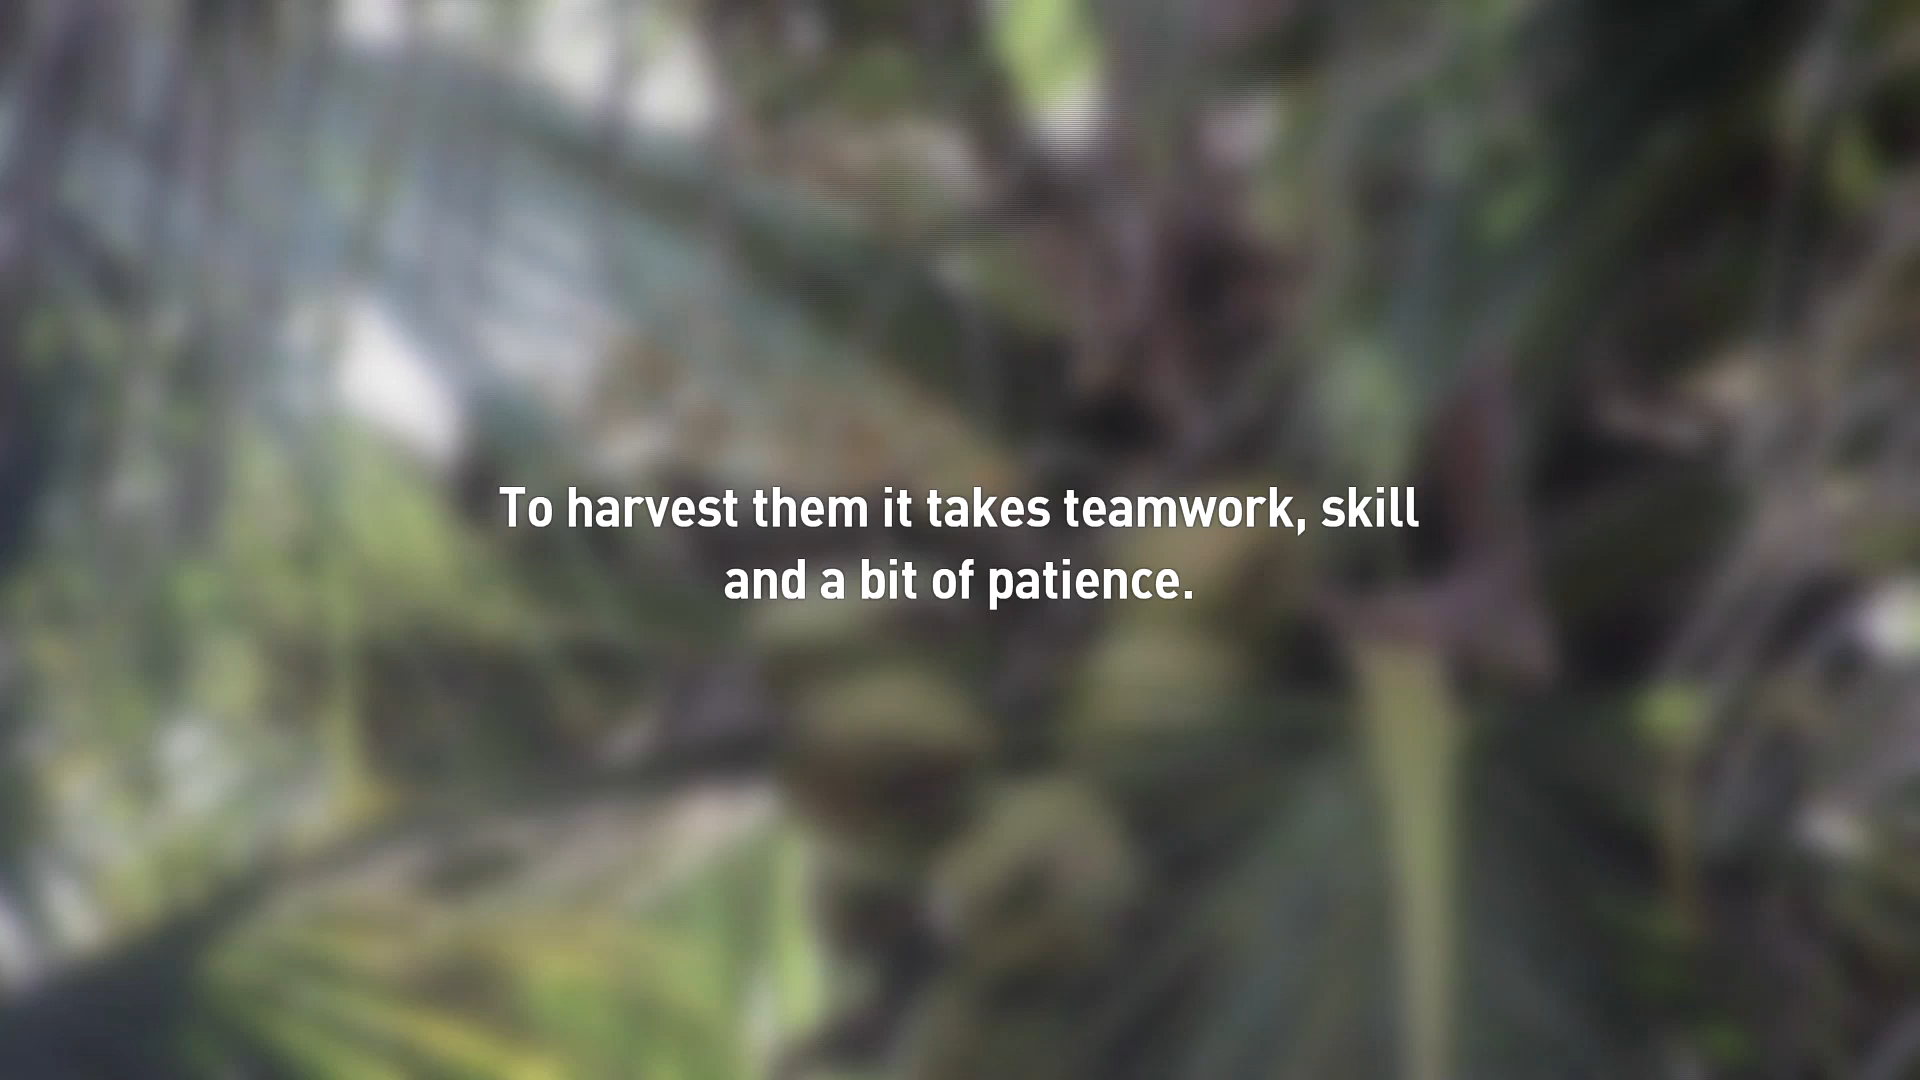 To harvest them it takes teamwork, skill
and a bit of patience.